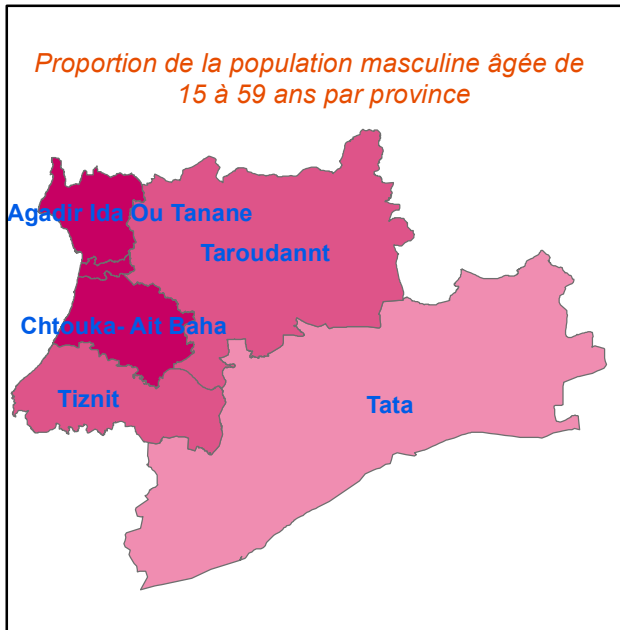 Proportion de la population masculine âgée de
15 à 59 ans par province
Agadir Ida Ou Tanane
Taroudannt
Chtouka- Ait Baha
Tiznit
Tata